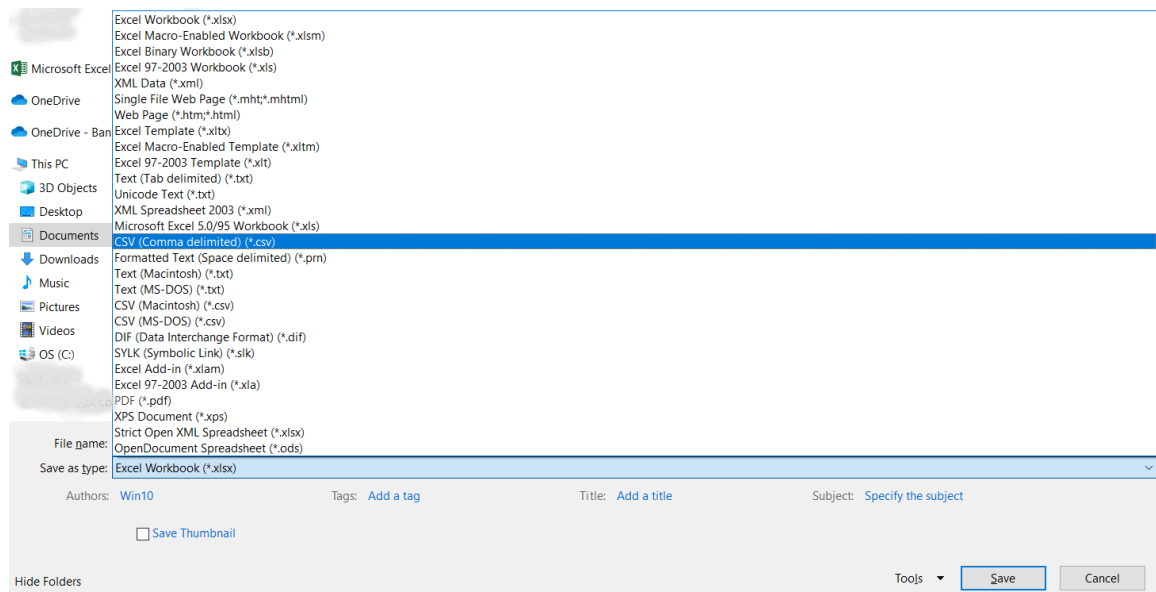 Excel Workbook (*.xlsx)
Excel Macro-Enabled Workbook (*.xlsm)
Excel Binary Workbook (*.xlsb)
Microsoft Excel
Excel 97-2003 Workbook (*.xls)
XML Data (*.xml)
OneDrive
Single File Web Page (*.mht;*.mhtml)
Web Page (*.htm;*.html)
OneDrive - Ban
Excel Template (*.xltx)
Excel Macro-Enabled Template (*.xltm)
This PC
Excel 97-2003 Template (*.xlt)
Text (Tab delimited) (*.txt)
3D Objects
Unicode Text (*.txt)
Desktop
XML Spreadsheet 2003 (*.xml)
Microsoft Excel 5.0/95 Workbook (*.xls)
Documents
CSV (Comma delimited) (*.csv)
Downloads
Formatted Text (Space delimited) (*.prn)
Text (Macintosh) (*.txt)
Music
Text (MS-DOS) (*.txt)
Pictures
CSV (Macintosh) (*.csv)
CSV (MS-DOS) (*.csv)
Videos
DIF (Data Interchange Format) (*.dif)
OS (C:)
SYLK (Symbolic Link) (*.slk)
Excel Add-in (*.xlam)
Excel 97-2003 Add-in (*.xla)
PDF (*.pdf)
XPS Document (*.xps)
Strict Open XML Spreadsheet (*.xlsx)
File name:
OpenDocument Spreadsheet (*.ods)
Save as type: Excel Workbook (*.xlsx)
Authors: Win10 Tags: Add a tag Title: Add a title Subject: Specify the subject
Save Thumbnail
Hide Folders Tools Save Cancel